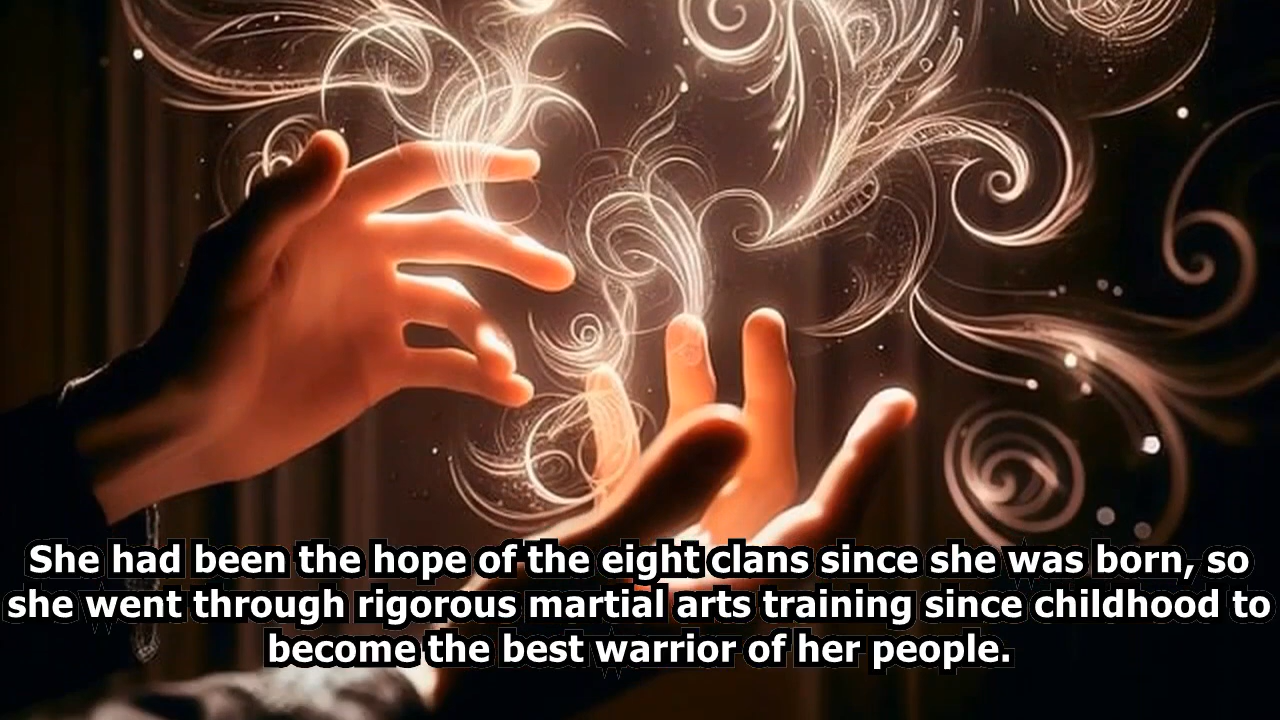 She had been the hope of the eight clans since she was born, so
she went through rigorous martial arts training since childhood to
become the best warrior of her people.